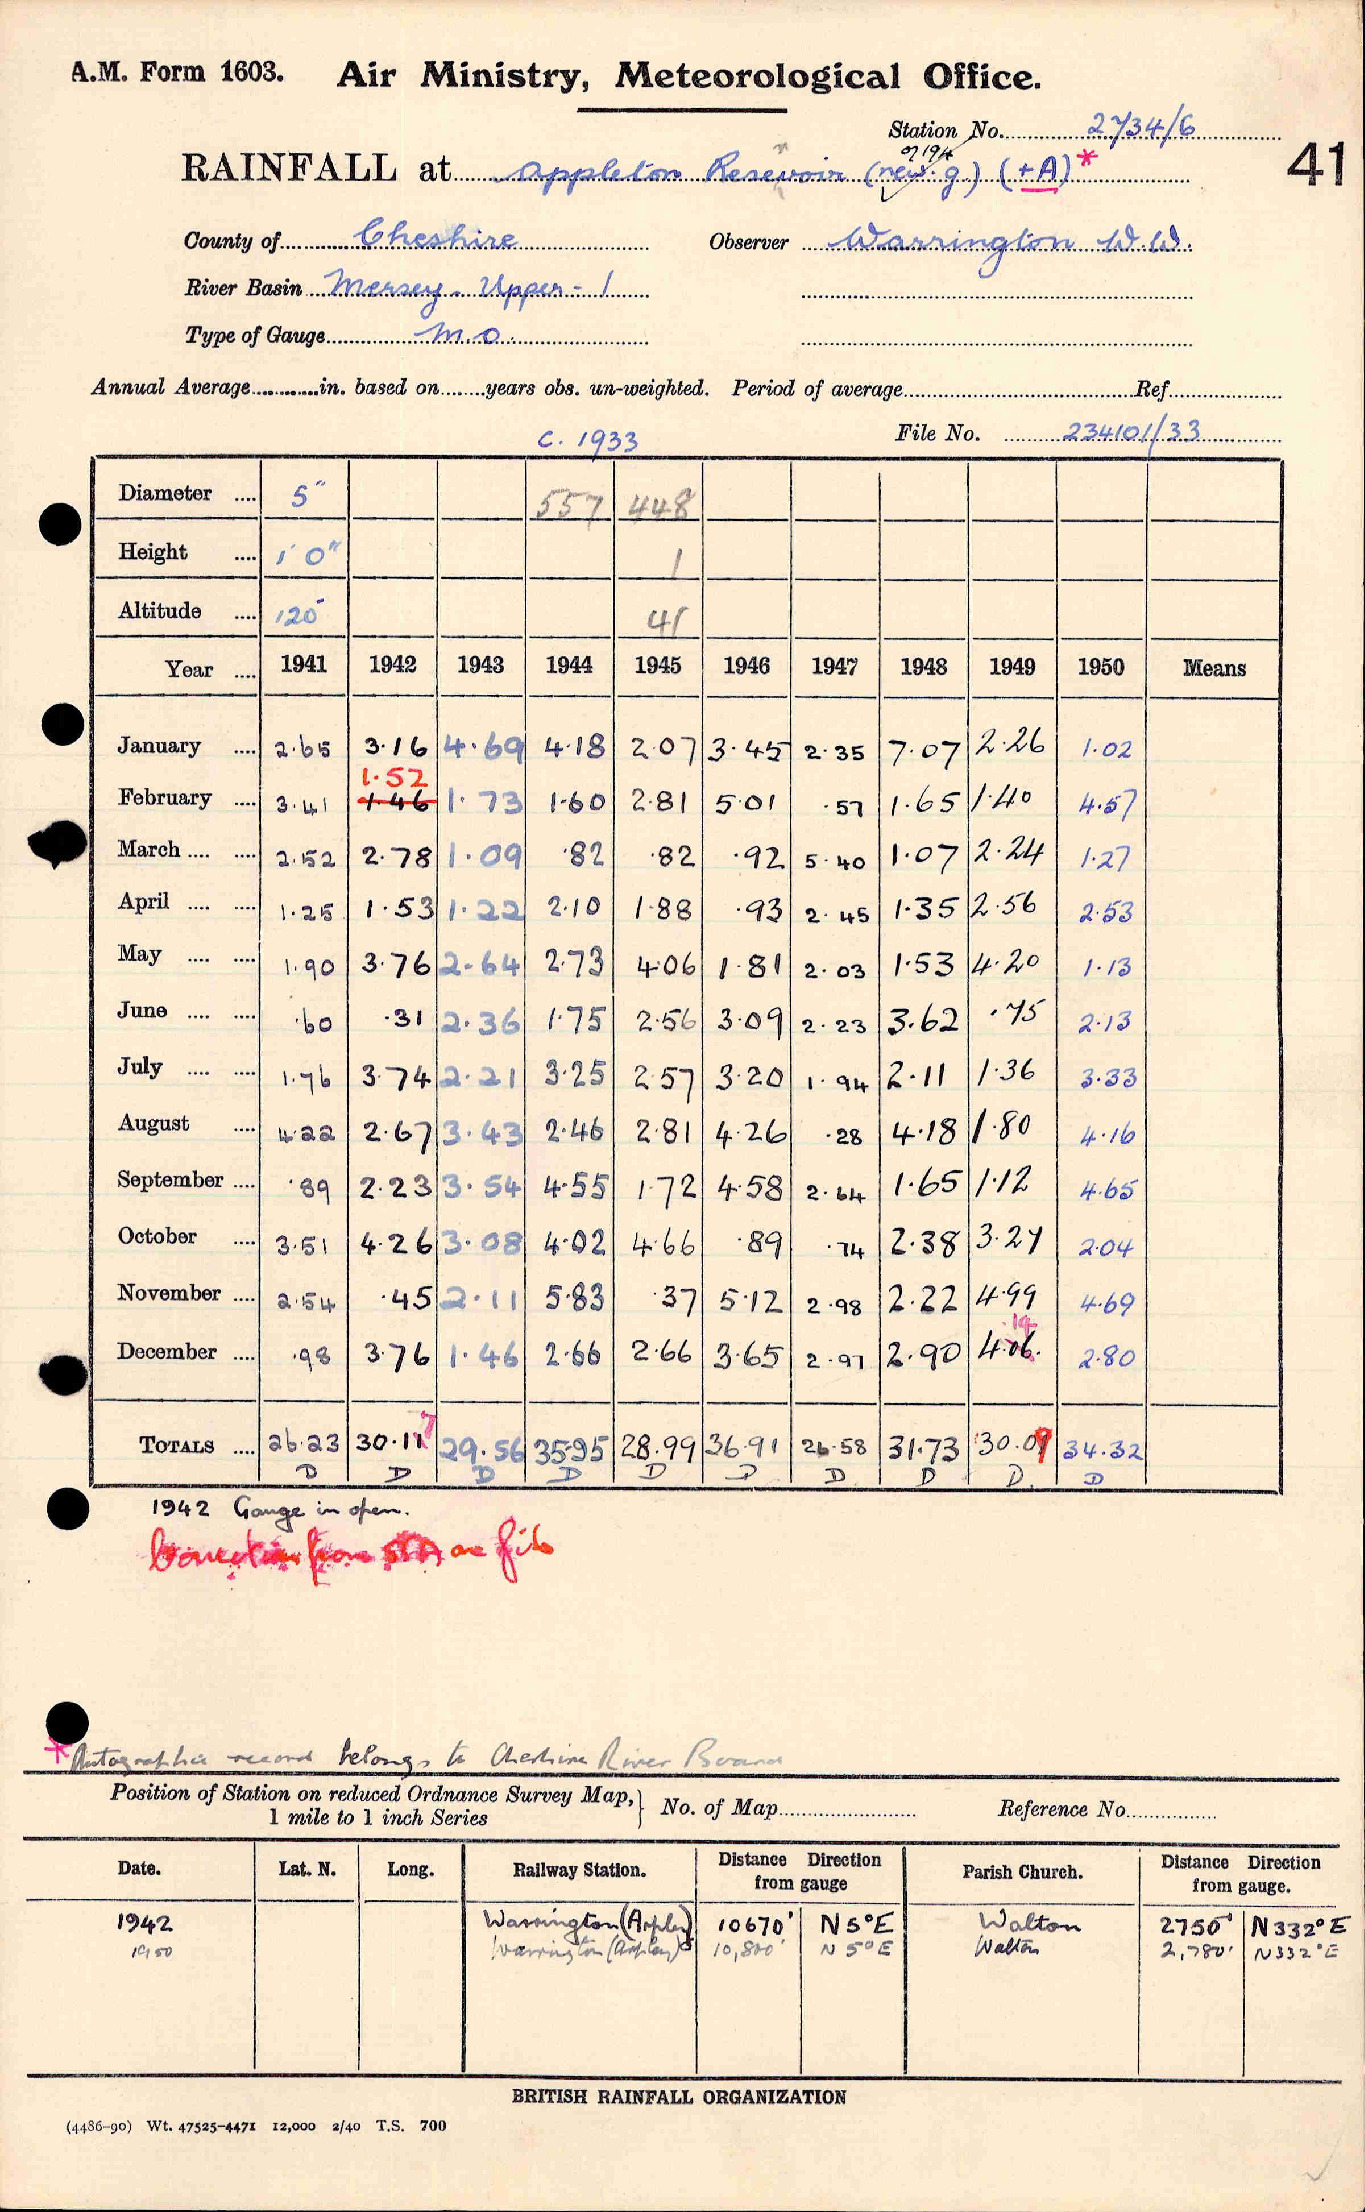 A.M. Form 1603. Air Ministry, Meteorological Office.
Station No. 2734/6
41
RAINFALL at Appleton Resevoir (new. g) (+A)*
County of Cheshire Observer Warrington W.W.
River Basin Mersey - Upper - 1
Type of Gauge M.O.
Annual Average............in. based on........years obs. un-weighted. Period of average.......... Ref..........
c. 1933 File No. 234101/33
Diameter .... 5" 557 448
Height .... 1' 0" 1
Altitude .... 120' 41
Year .... 1941 1942 1943 1944 1945 1946 1947 1948 1949 1950 Means
January .... 2.65 3.16 4.69 4.18 2.07 3.45 2.35 7.07 2.26 1.02
1.52
February .... 3.41 1.46 1.73 1.60 2.81 5.01 .57 1.65 1.40 4.57
March .... .... 2.52 2.78 1.09 .82 .82 .92 5.40 1.07 2.24 1.27
April .... .... 1.25 1.53 1.22 2.10 1.88 .93 2.45 1.35 2.56 2.53
May .... .... 1.90 3.76 2.64 2.73 4.06 1.81 2.03 1.53 4.20 1.13
June .... .... .60 .31 2.36 1.75 2.56 3.09 2.23 3.62 .75 2.13
July .... .... 1.76 3.74 2.21 3.25 2.57 3.20 1.94 2.11 1.36 3.33
August .... 4.22 2.67 3.43 2.46 2.81 4.26 .28 4.18 1.80 4.16
September .... .89 2.23 3.54 4.55 1.72 4.58 2.64 1.65 1.12 4.65
October .... 3.51 4.26 3.08 4.02 4.66 .89 .74 2.38 3.27 2.04
November .... 2.54 .45 2.11 5.83 .37 5.12 2.98 2.22 4.99 4.69
.14
December .... .98 3.76 1.46 2.66 2.66 3.65 2.97 2.90 4.06. 2.80
TOTALS .... 26.23 30.17 29.56 35.95 28.99 36.91 26.58 31.73 30.09 34.32
D D D D D D D D D. D
1942 Gauge in open.
Correction from on file
* Autographic record belongs to Cheshire River Board
Position of Station on reduced Ordnance Survey Map, } No. of Map.......... Reference No..........
1 mile to 1 inch Series
Date. Lat. N. Long. Railway Station. Distance Direction from gauge Parish Church. Distance Direction from gauge.
1942 Warrington (Arpley) 10670' N5°E Walton 2750' N332°E
1950 Warrington (Arpley) 10,800' N 5°E Walton 2,780' N332°E
BRITISH RAINFALL ORGANIZATION
(4486-90) Wt. 47525-4471 12,000 2/40 T.S. 700